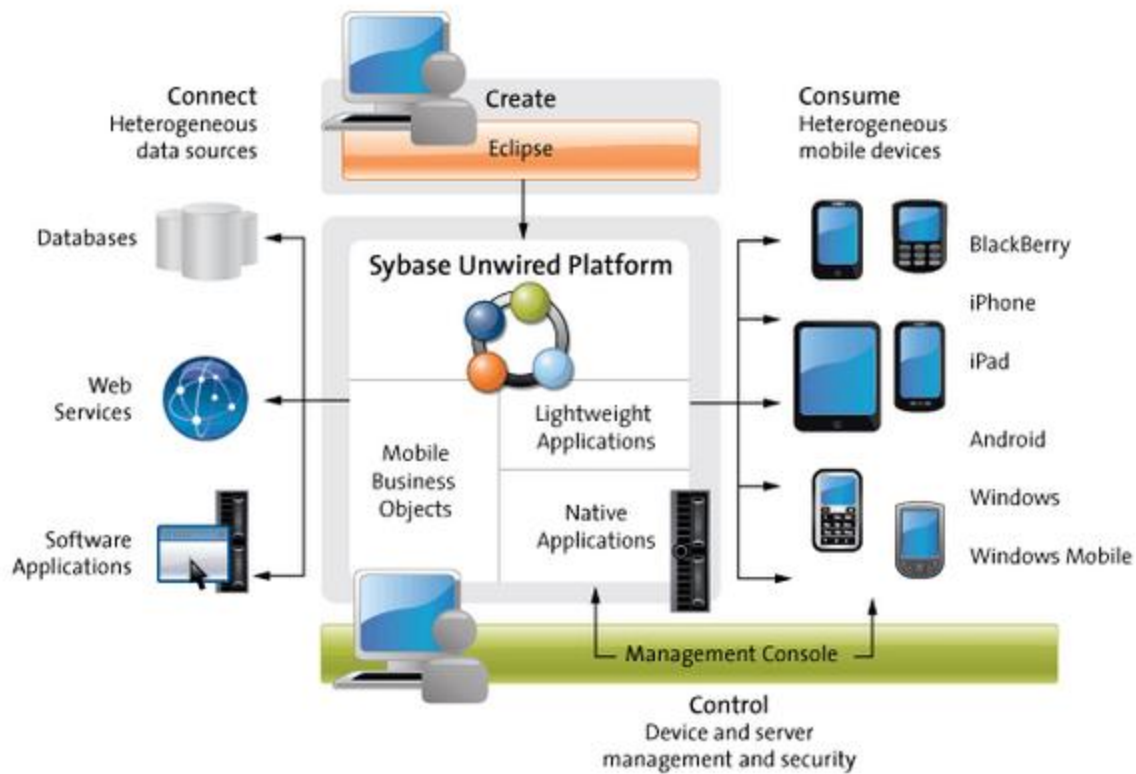 Connect
Heterogeneous
data sources
Databases
Web
Services
Software
Applications
Create
Eclipse
Sybase Unwired Platform
Mobile
Business
Objects
Lightweight
Applications
Native
Applications
Consume
Heterogeneous
mobile devices
BlackBerry
iPhone
iPad
Android
Windows
Windows Mobile
Management Console
Control
Device and server
management and security